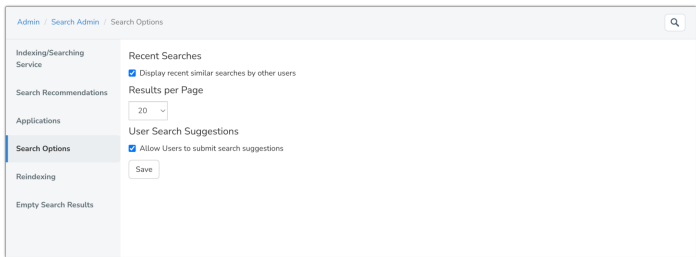 Admin / Search Admin / Search Options
Indexing/Searching
Service
Search Recommendations
Applications
Search Options
Reindexing
Empty Search Results
Recent Searches
Display recent similar searches by other users
Results per Page
20
User Search Suggestions
Allow Users to submit search suggestions
Save